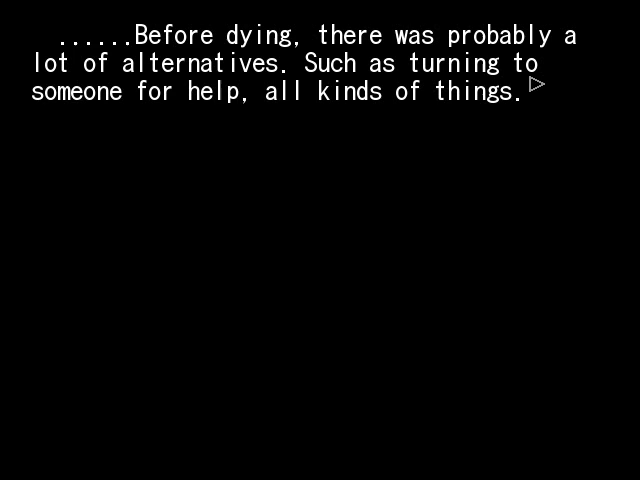 ......Before dying, there was probably a
lot of alternatives. Such as turning to
someone for help, all kinds of things.